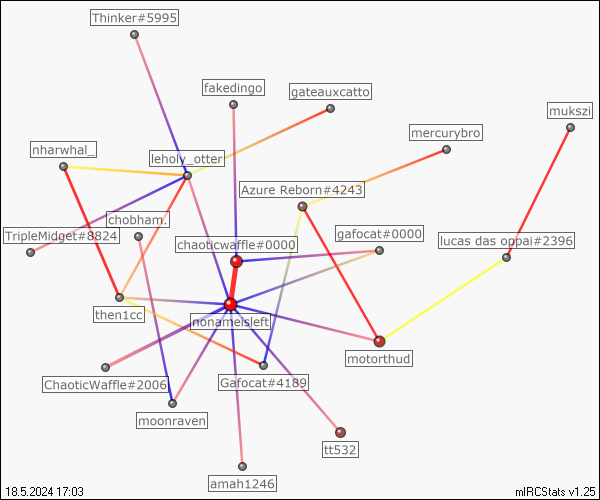 Thinker#5995
fakedingo
gateauxcatto
mukszi
mercurybro
nharwhal_
leholy_otter
Azure Reborn#4243
chobham.
TripleMidget#8824
chaoticwaffle#0000
gafocat#0000
lucas das oppai#2396
then1cc
nonameisleft
motorthud
ChaoticWaffle#2006
Gafocat#4189
moonraven
tt532
amah1246
18.5.2024 17:03
mIRCStats v1.25